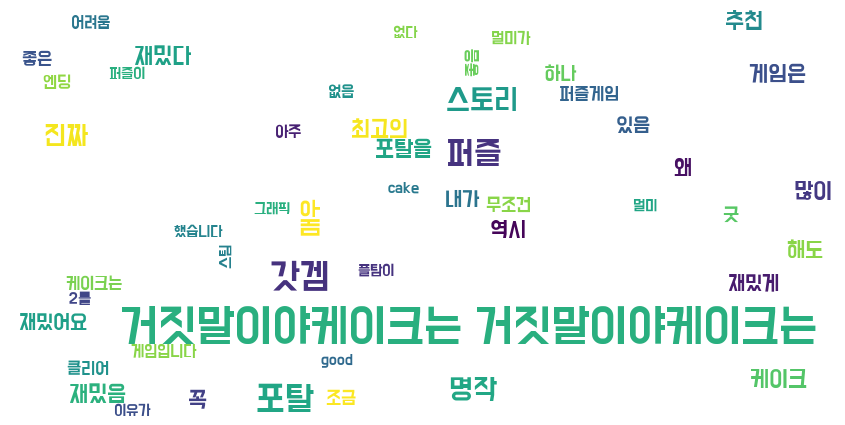 어려움
추천
없다
멀미가
좋은
재밌다
좋음
엔딩
퍼즐이
하나
게임은
없음
스토리
퍼즐게임
진짜
아주
최고의
있음
포탈을
퍼즐
왜
cake
내가
많이
그래픽
아
무조건
멀미
굿
했습니다
몸
역시
스팀
해도
갓겜
플탐이
케이크는
재밌게
2를
재밌어요
거짓말이야케이크는 거짓말이야케이크는
게임입니다
클리어
good
케이크
재밌음
이유가
꼭
포탈
조금
명작